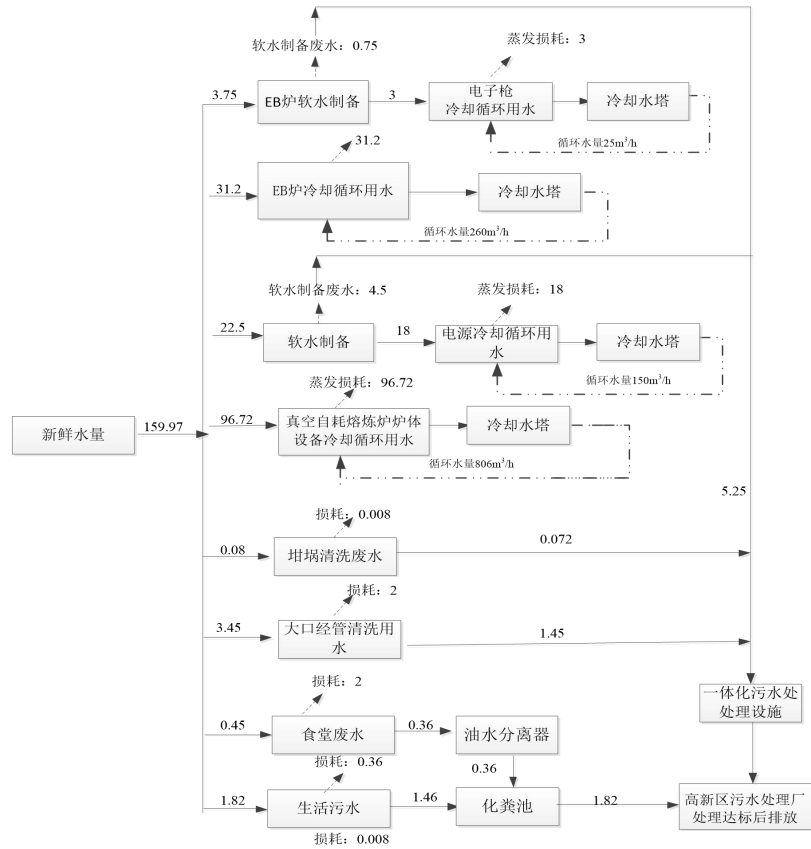 软水制备废水：0.75
蒸发损耗：3
3.75
EB炉软水制备
3
电子枪
冷却循环用水
冷却水塔
循环水量25m³/h
31.2
31.2
EB炉冷却循环用水
冷却水塔
循环水量260m³/h
软水制备废水：4.5
蒸发损耗：18
22.5
软水制备
18
电源冷却循环用
水
冷却水塔
循环水量150m³/h
蒸发损耗：96.72
新鲜水量
159.97
96.72
真空自耗熔炼炉炉体
设备冷却循环用水
冷却水塔
循环水量806m³/h
5.25
损耗：0.008
0.08
坩埚清洗废水
0.072
损耗：2
3.45
大口经管清洗用
水
1.45
损耗：2
一体化污水处
处理设施
0.45
食堂废水
0.36
油水分离器
损耗：0.36
0.36
1.82
生活污水
1.46
化粪池
1.82
高新区污水处理厂
处理达标后排放
损耗：0.008